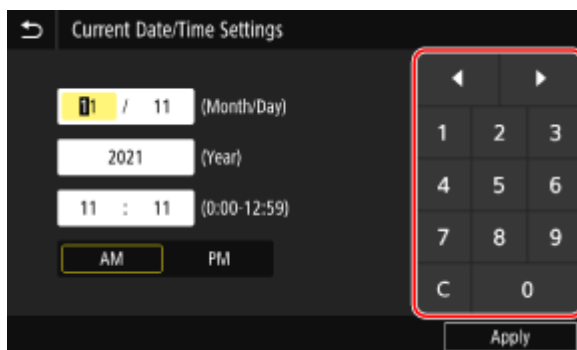 Current Date/Time Settings
11 / 11 (Month/Day)
2021 (Year)
11 : 11 (0:00-12:59)
AM PM
1 2 3
4 5 6
7 8 9
C 0
Apply